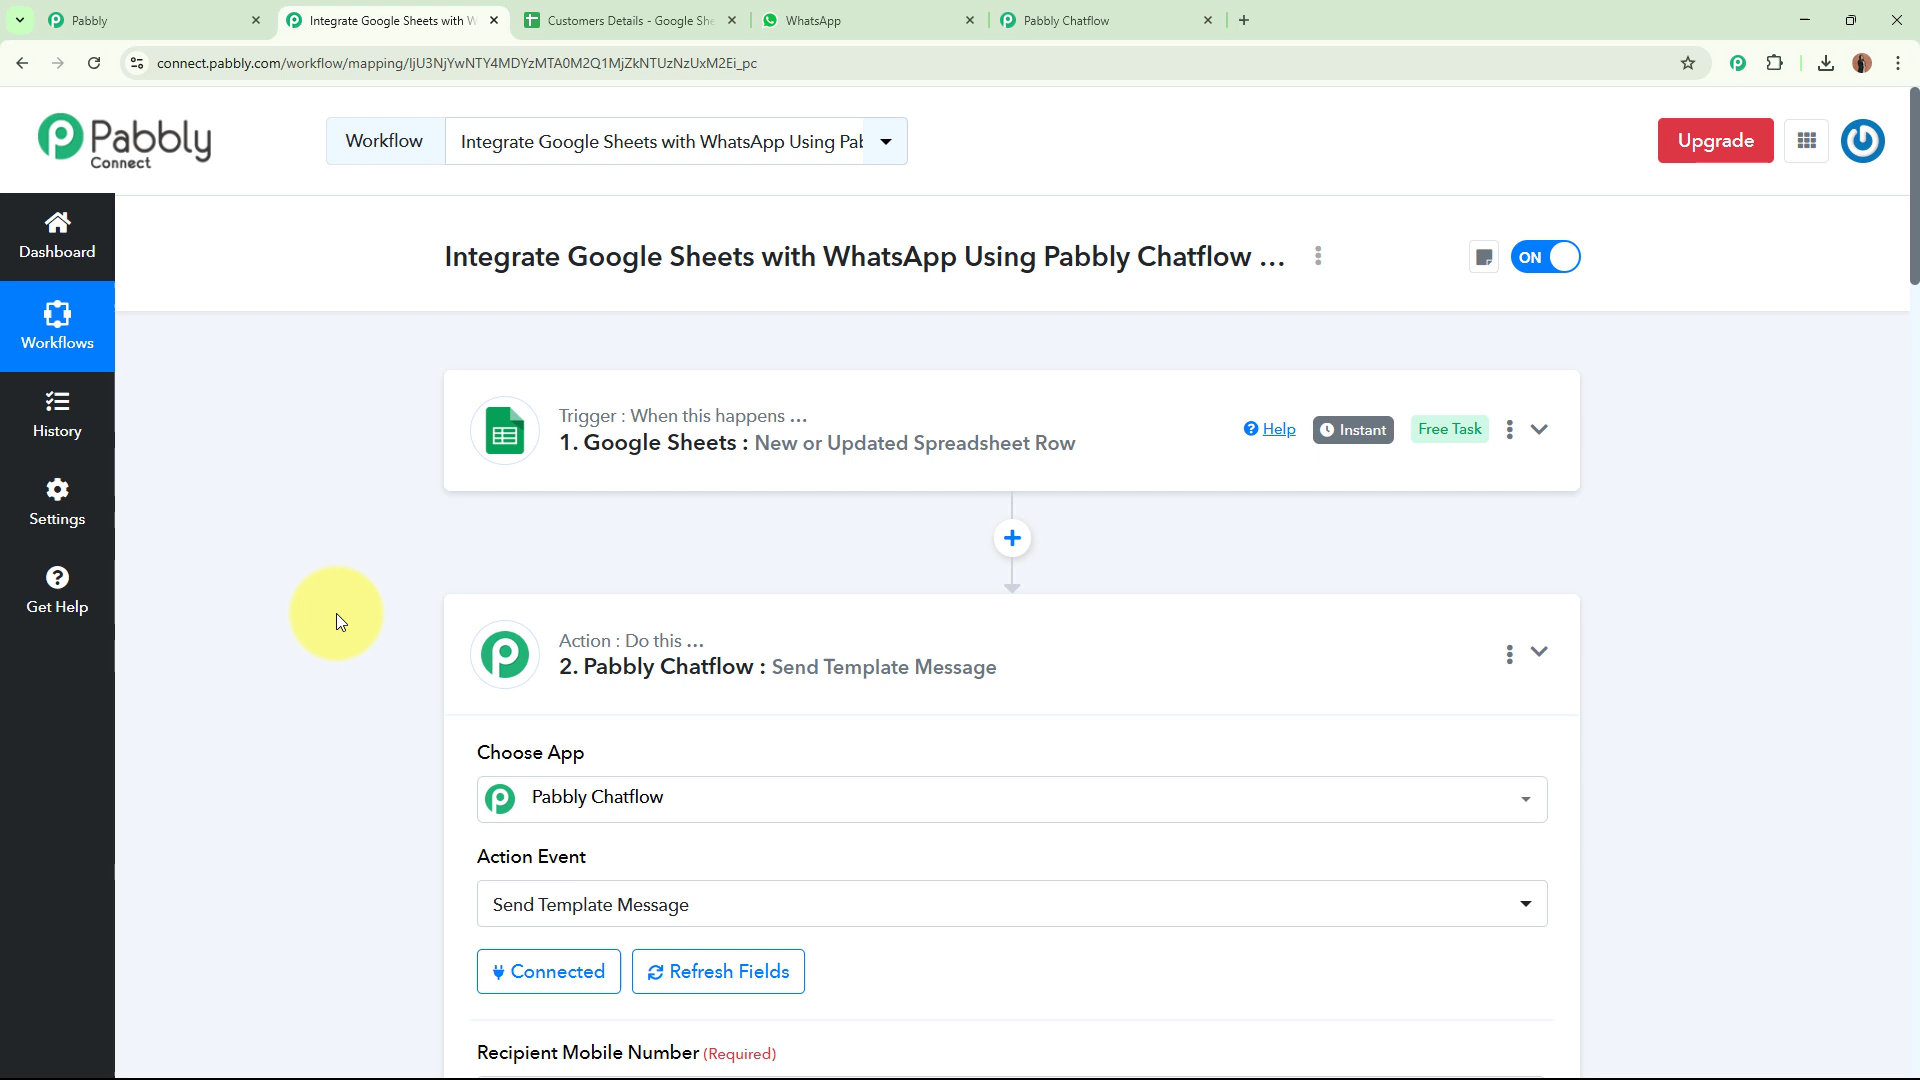 Pabbly
Integrate Google Sheets with W
Customers Details - Google She
WhatsApp
Pabbly Chatflow
connect.pabbly.com/workflow/mapping/IjU3NjYwNTY4MDYzMTA0M2Q1MjZkNTUzNzUxM2Ei_pc
Pabbly
Connect
Workflow
Integrate Google Sheets with WhatsApp Using Pab
Upgrade
Dashboard
Workflows
History
Settings
Get Help
Integrate Google Sheets with WhatsApp Using Pabbly Chatflow ...
ON
Trigger : When this happens ...
1. Google Sheets : New or Updated Spreadsheet Row
Help
Instant
Free Task
Action : Do this ...
2. Pabbly Chatflow : Send Template Message
Choose App
Pabbly Chatflow
Action Event
Send Template Message
Connected
Refresh Fields
Recipient Mobile Number (Required)